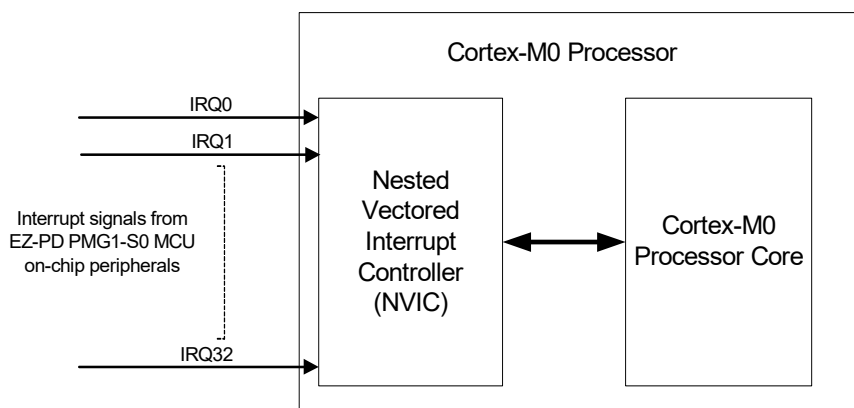 Cortex-M0 Processor
IRQ0
IRQ1
Interrupt signals from
EZ-PD PMG1-S0 MCU
on-chip peripherals
IRQ32
Nested
Vectored
Interrupt
Controller
(NVIC)
Cortex-M0
Processor Core